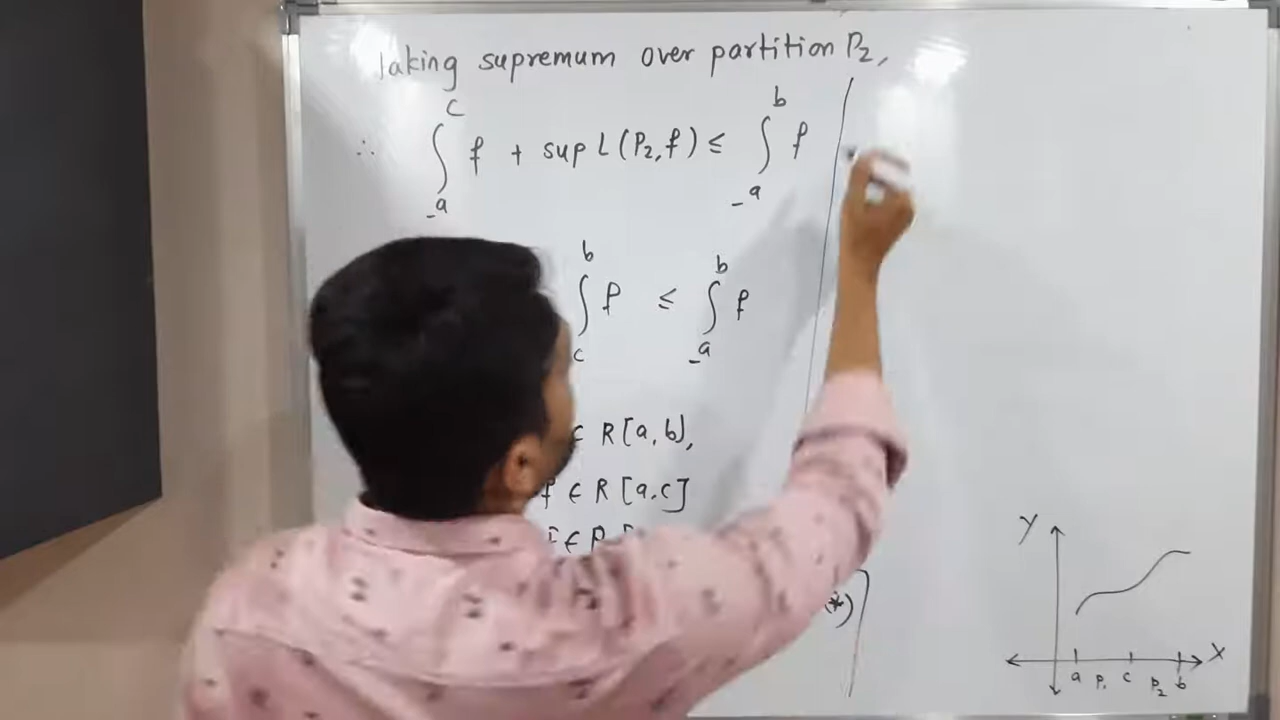 Taking supremum over partition P₂,
∴ ∫_a^c f + sup L(P₂,f) ≤ ∫_a^b f
∫_c^b f ≤ ∫_a^b f
∈ R[a,b],
f ∈ R[a,c]
f ∈ R[
(*)
Y
X
a P₁ c P₂ b